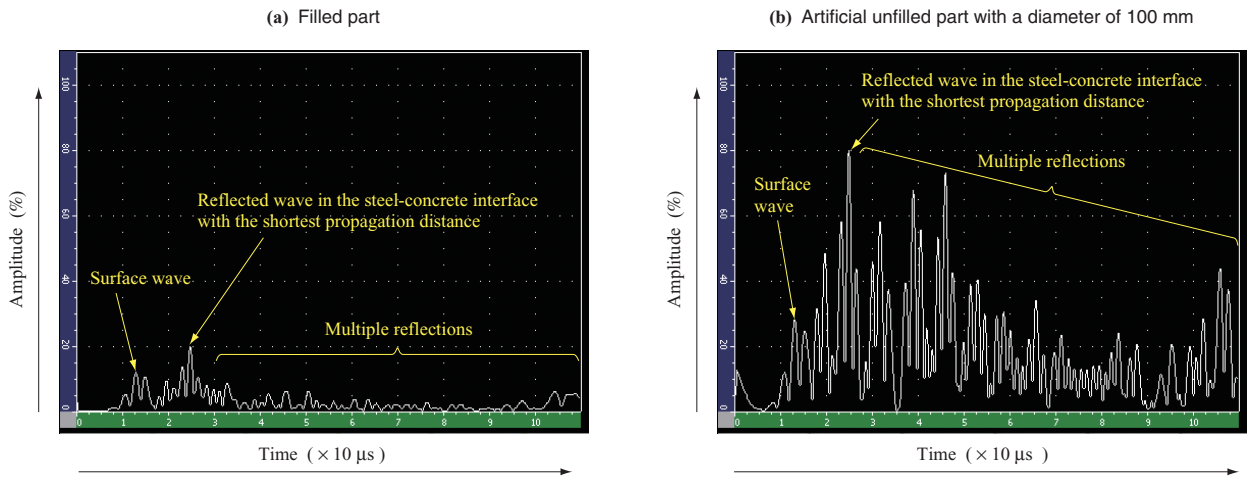 (a) Filled part
100
80
60
40
20
0
Amplitude (%)
Reflected wave in the steel-concrete interface
with the shortest propagation distance
Surface wave
Multiple reflections
0 1 2 3 4 5 6 7 8 9 10
Time ( × 10 μs )
(b) Artificial unfilled part with a diameter of 100 mm
100
80
60
40
20
0
Amplitude (%)
Reflected wave in the steel-concrete interface
with the shortest propagation distance
Multiple reflections
Surface
wave
0 1 2 3 4 5 6 7 8 9 10
Time ( × 10 μs )